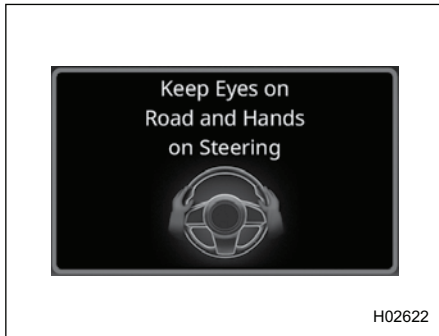 Keep Eyes on
Road and Hands
on Steering
H02622